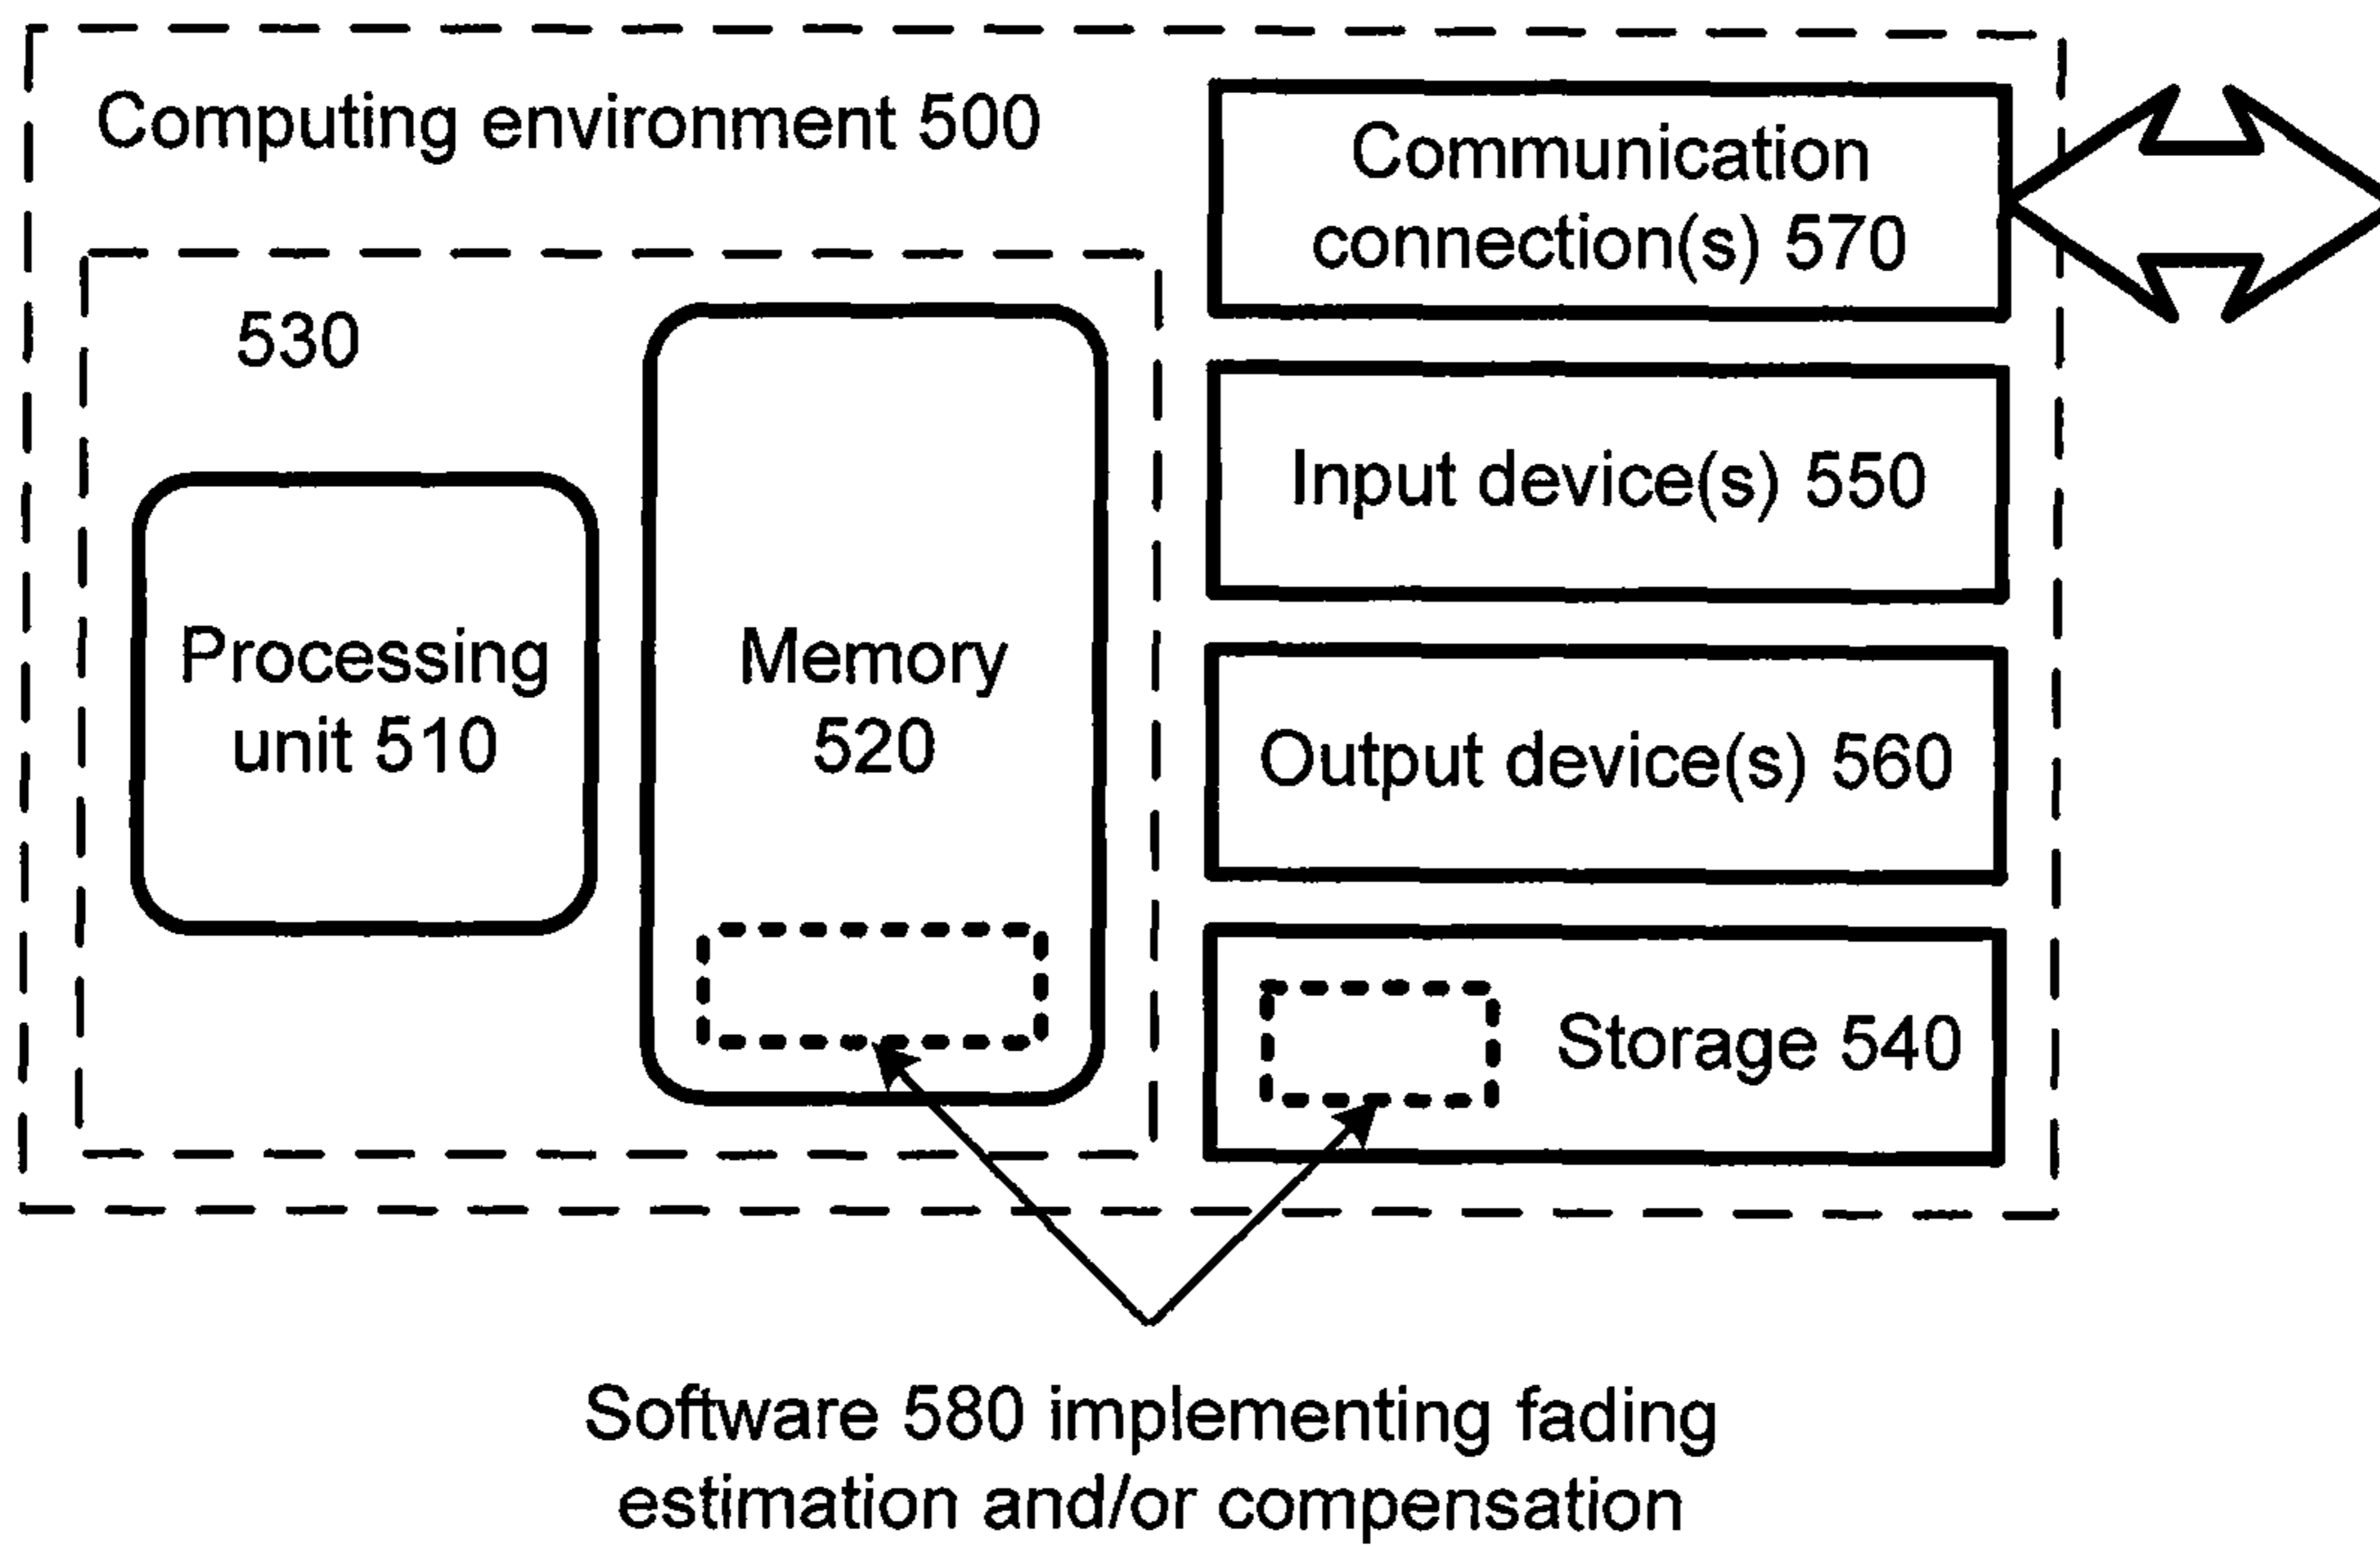 Computing environment 500
530
Processing
unit 510
Memory
520
Communication
connection(s) 570
Input device(s) 550
Output device(s) 560
Storage 540
Software 580 implementing fading
estimation and/or compensation